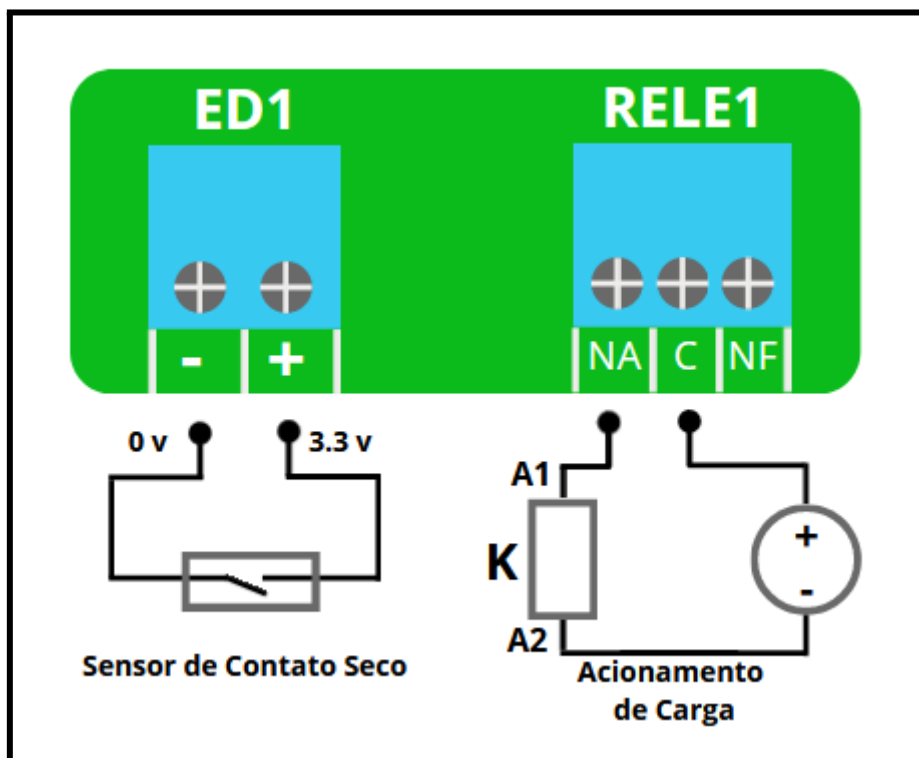 ED1
RELE1
- +
NA C NF
0 v 3.3 v
A1
K
+
-
A2
Sensor de Contato Seco
Acionamento
de Carga